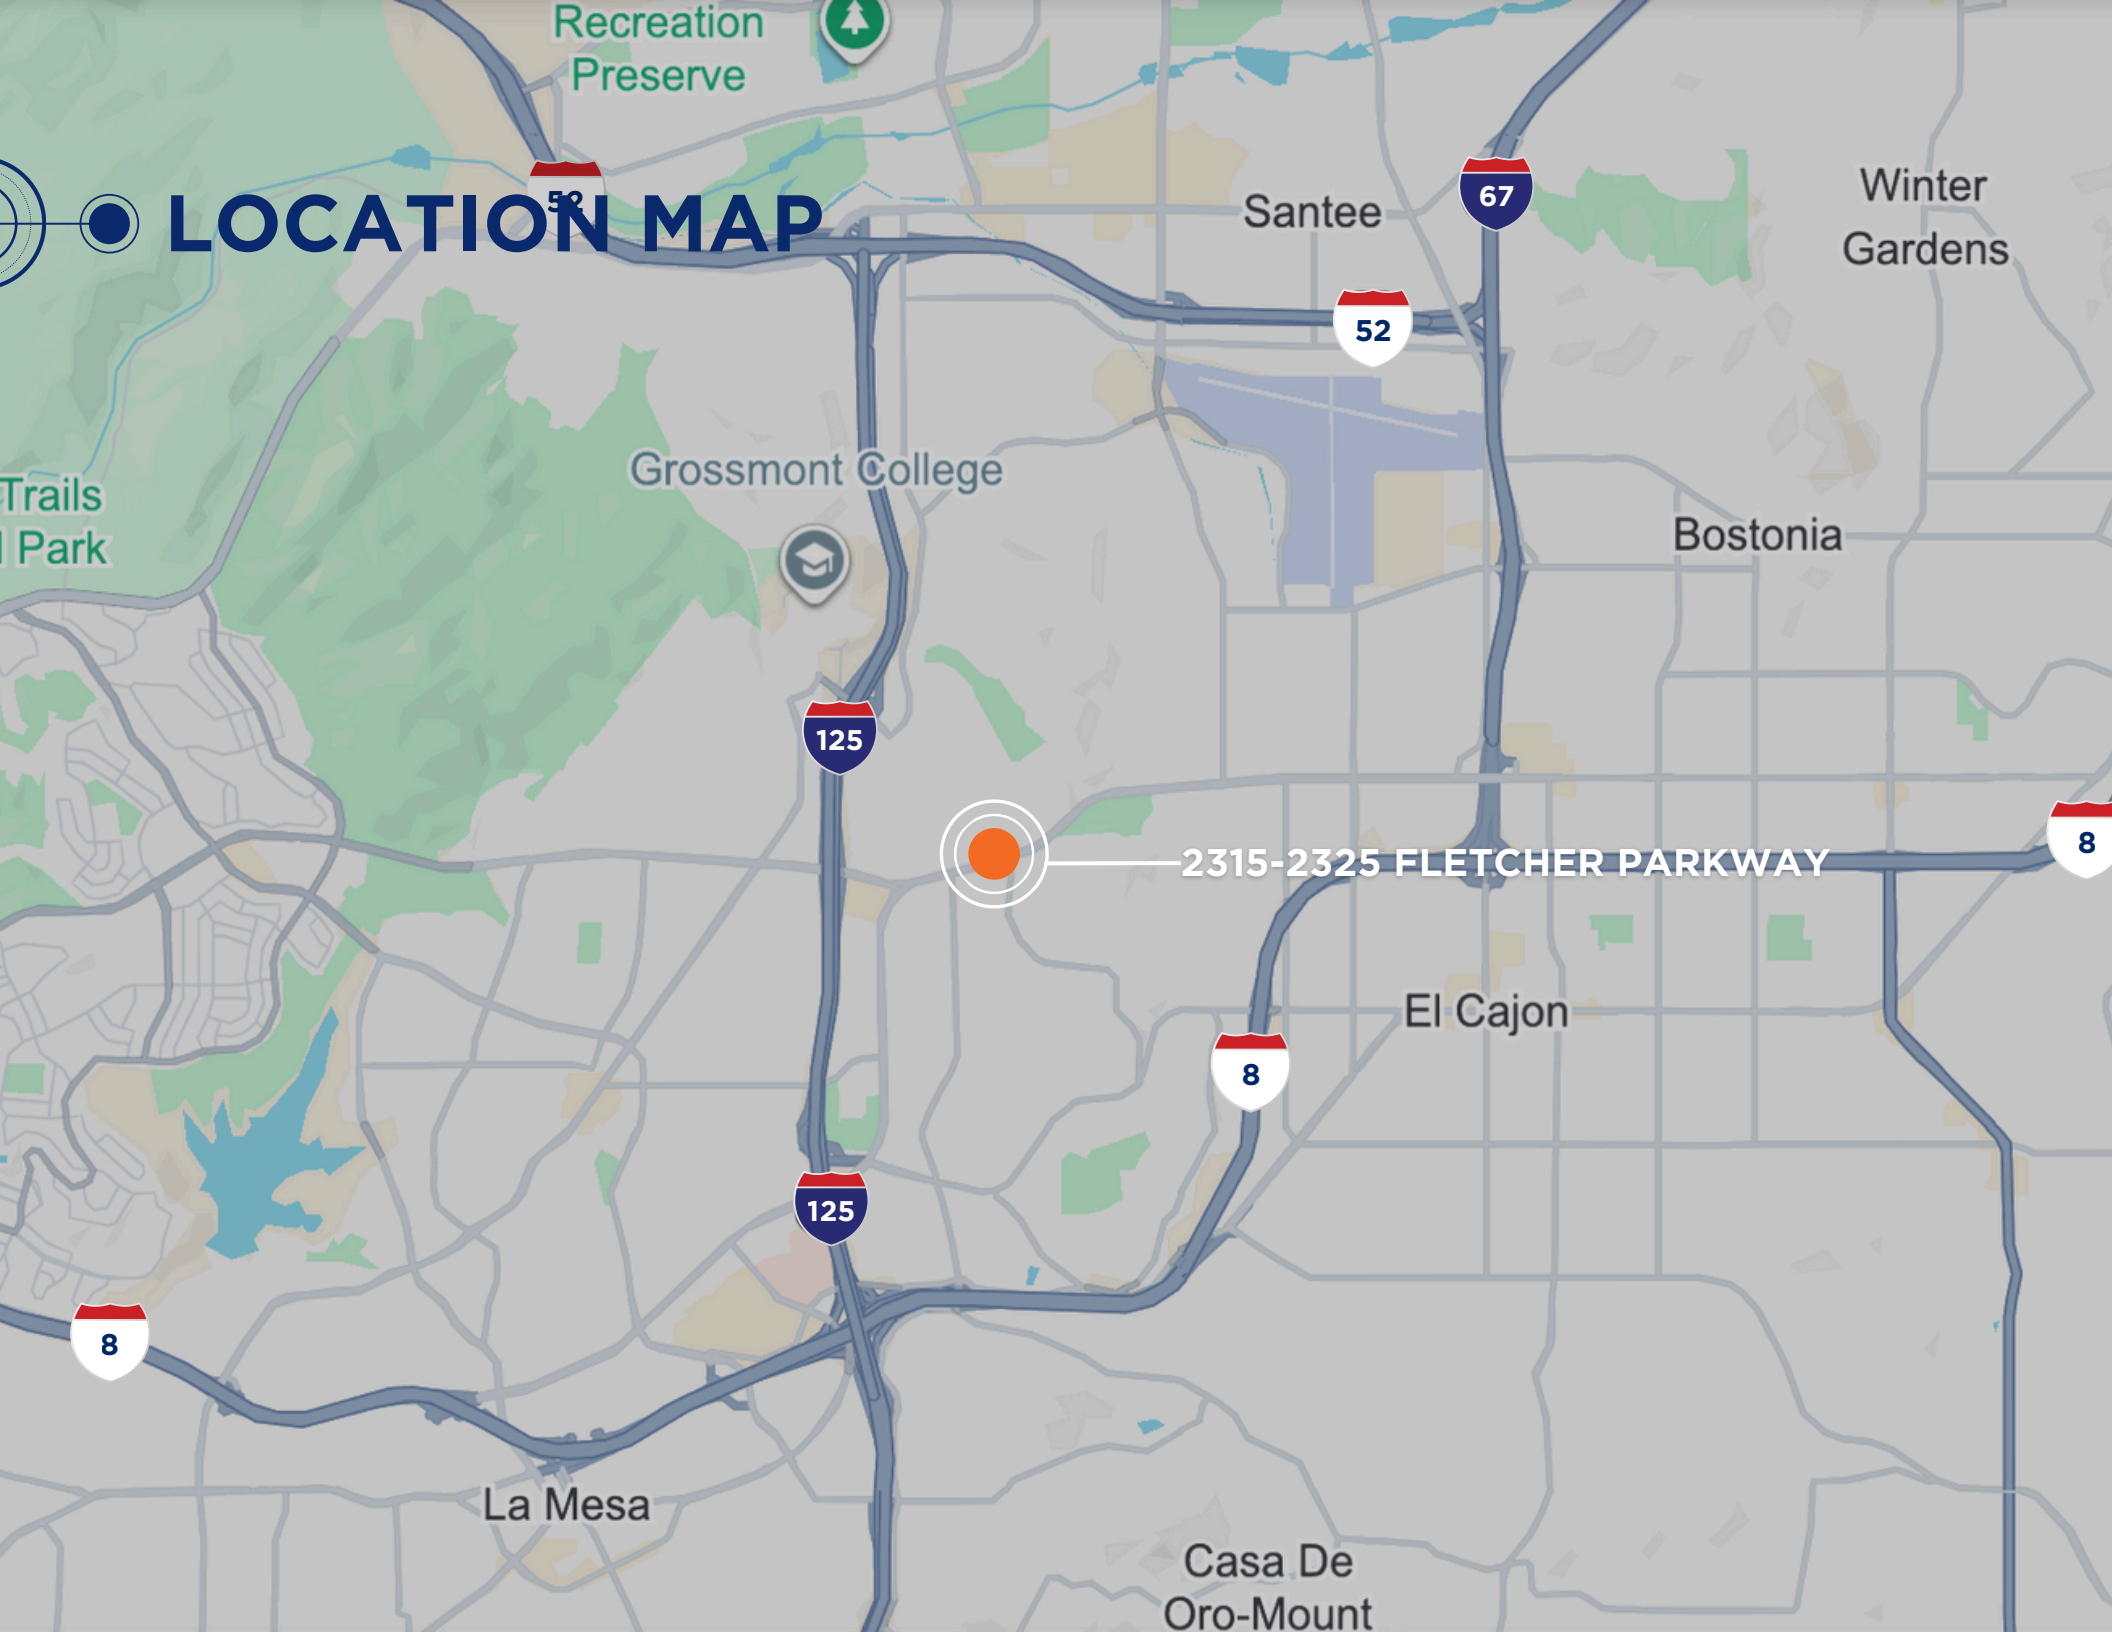 Recreation
Preserve
52
LOCATION MAP
67
Santee
Winter
Gardens
52
Grossmont College
Trails
Park
Bostonia
125
2315-2325 FLETCHER PARKWAY
8
El Cajon
8
125
8
La Mesa
Casa De
Oro-Mount